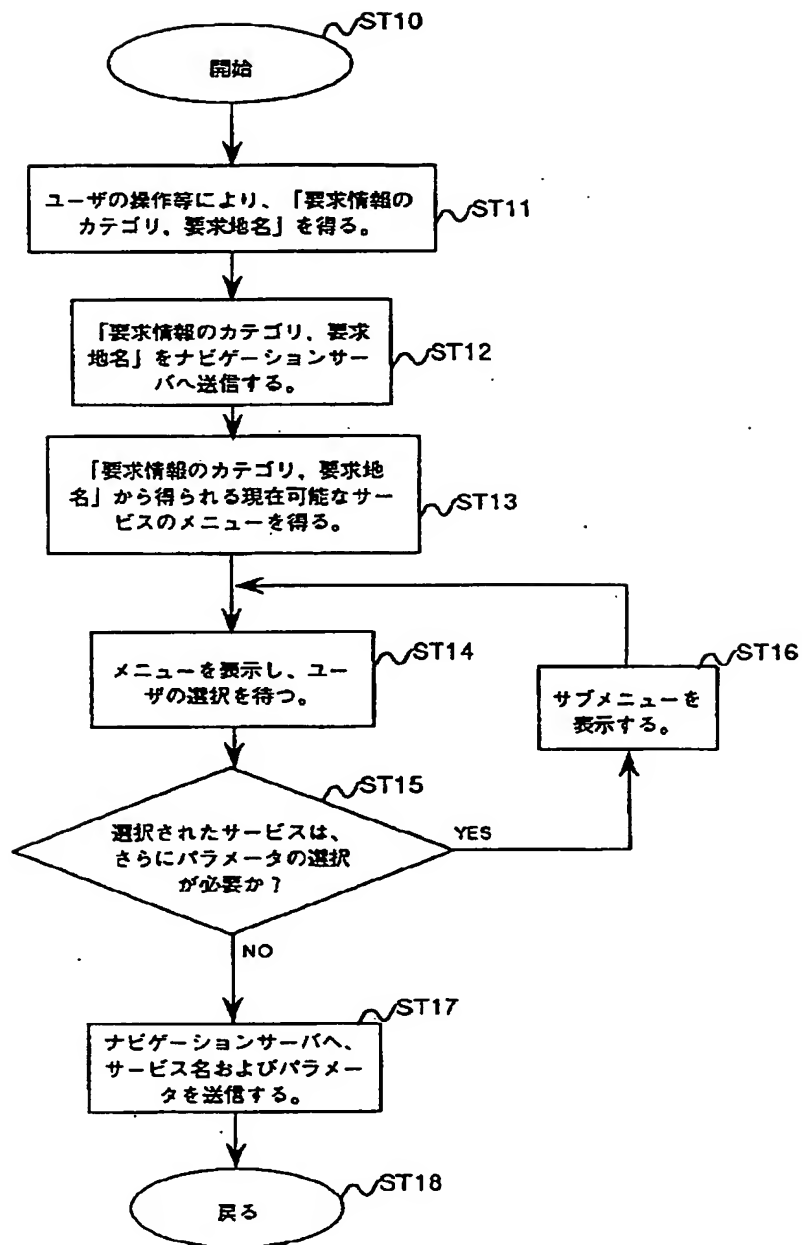 ST10
開始
ユーザの操作等により、「要求情報の
カテゴリ、要求地名」を得る。
ST11
「要求情報のカテゴリ、要求
地名」をナビゲーションサー
バへ送信する。
ST12
「要求情報のカテゴリ、要求地
名」から得られる現在可能なサー
ビスのメニューを得る。
ST13
メニューを表示し、ユー
ザの選択を待つ。
ST14
ST16
サブメニューを
表示する。
ST15
選択されたサービスは、
さらにパラメータの選択
が必要か?
YES
NO
ST17
ナビゲーションサーバへ、
サービス名およびパラメー
タを送信する。
ST18
戻る